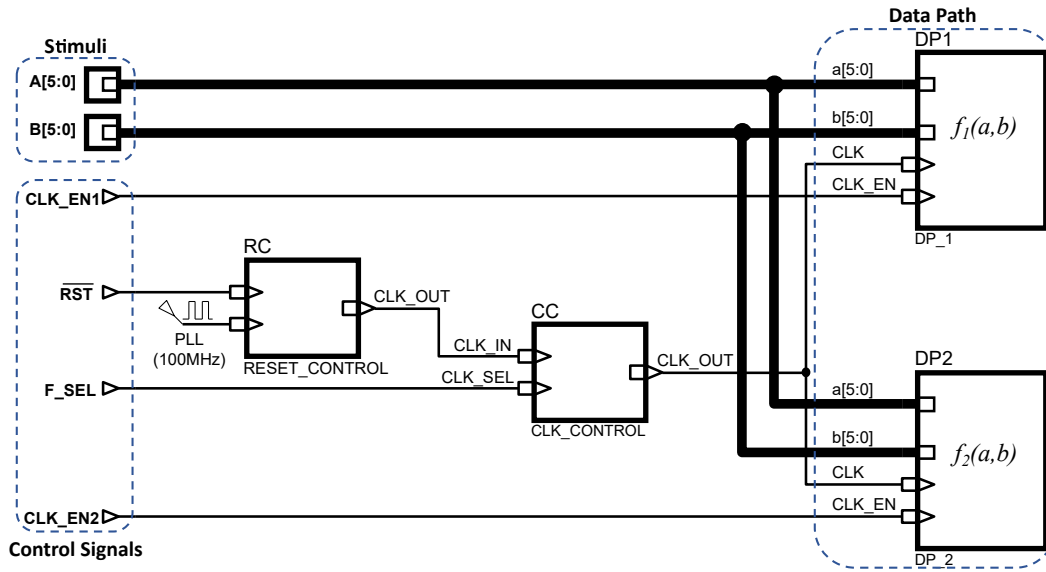 Data Path
DP1
Stimuli
A[5:0]
a[5:0]
B[5:0]
b[5:0]
f₁(a,b)
CLK
CLK_EN1
CLK_EN
DP_1
RC
RST
CLK_OUT
CC
PLL
(100MHz)
CLK_IN
RESET_CONTROL
CLK_OUT
DP2
F_SEL
CLK_SEL
a[5:0]
CLK_CONTROL
b[5:0]
f₂(a,b)
CLK
CLK_EN2
CLK_EN
Control Signals
DP_2